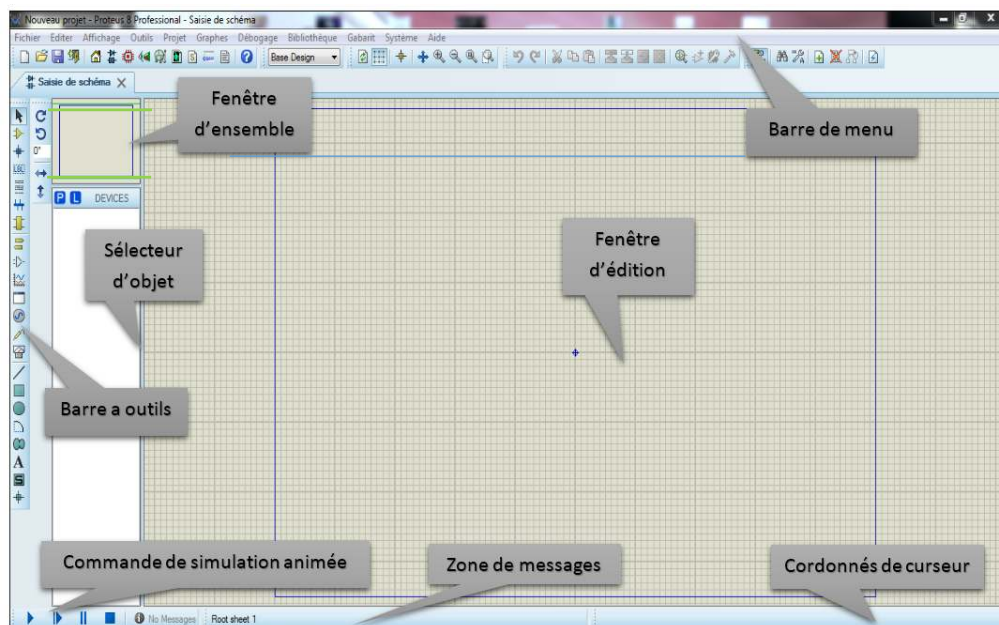 Nouveau projet - Proteus 8 Professional - Saisie de schéma
Fichier Editer Affichage Outils Projet Graphes Débogage Bibliothèque Gabarit Système Aide
Base Design
Saisie de schéma
Fenêtre
d'ensemble
Barre de menu
0°
LBL
P L DEVICES
Sélecteur
d'objet
Fenêtre
d'édition
Barre a outils
A
S
Commande de simulation animée
Zone de messages
Cordonnés de curseur
No Messages
Root sheet 1